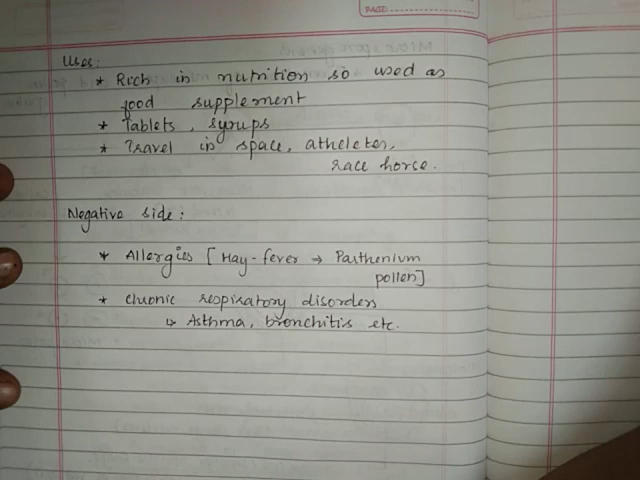 PAGE:
Uses:
* Rich in nutrition so used as
food supplement
* Tablets, syrups
* Travel in space, atheletes,
race horse.
Negative side:
* Allergies [Hay-fever → Parthenium
pollen]
* Chronic respiratory disorders
↳ Asthma, bronchitis etc.